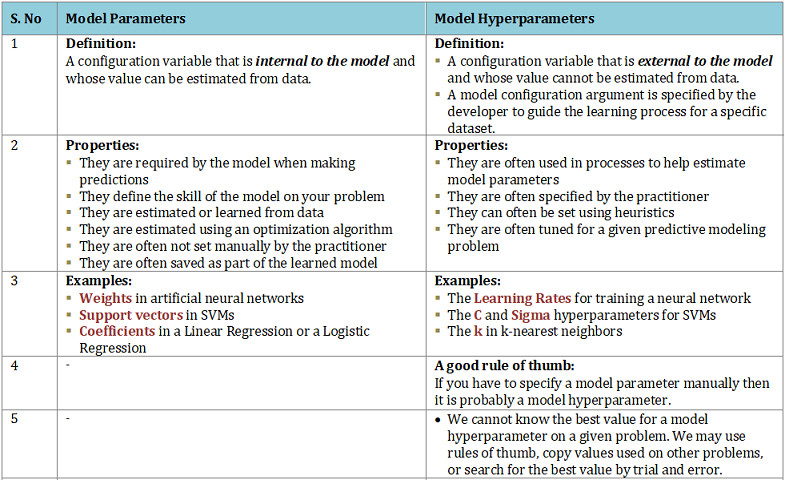 S. No
Model Parameters
Model Hyperparameters
1
Definition:
A configuration variable that is internal to the model and
whose value can be estimated from data.
Definition:
▪ A configuration variable that is external to the model
and whose value cannot be estimated from data.
▪ A model configuration argument is specified by the
developer to guide the learning process for a specific
dataset.
2
Properties:
▪ They are required by the model when making
predictions
▪ They define the skill of the model on your problem
▪ They are estimated or learned from data
▪ They are estimated using an optimization algorithm
▪ They are often not set manually by the practitioner
▪ They are often saved as part of the learned model
Properties:
▪ They are often used in processes to help estimate
model parameters
▪ They are often specified by the practitioner
▪ They can often be set using heuristics
▪ They are often tuned for a given predictive modeling
problem
3
Examples:
▪ Weights in artificial neural networks
▪ Support vectors in SVMs
▪ Coefficients in a Linear Regression or a Logistic
Regression
Examples:
▪ The Learning Rates for training a neural network
▪ The C and Sigma hyperparameters for SVMs
▪ The k in k-nearest neighbors
4
-
A good rule of thumb:
If you have to specify a model parameter manually then
it is probably a model hyperparameter.
5
-
• We cannot know the best value for a model
hyperparameter on a given problem. We may use
rules of thumb, copy values used on other problems,
or search for the best value by trial and error.